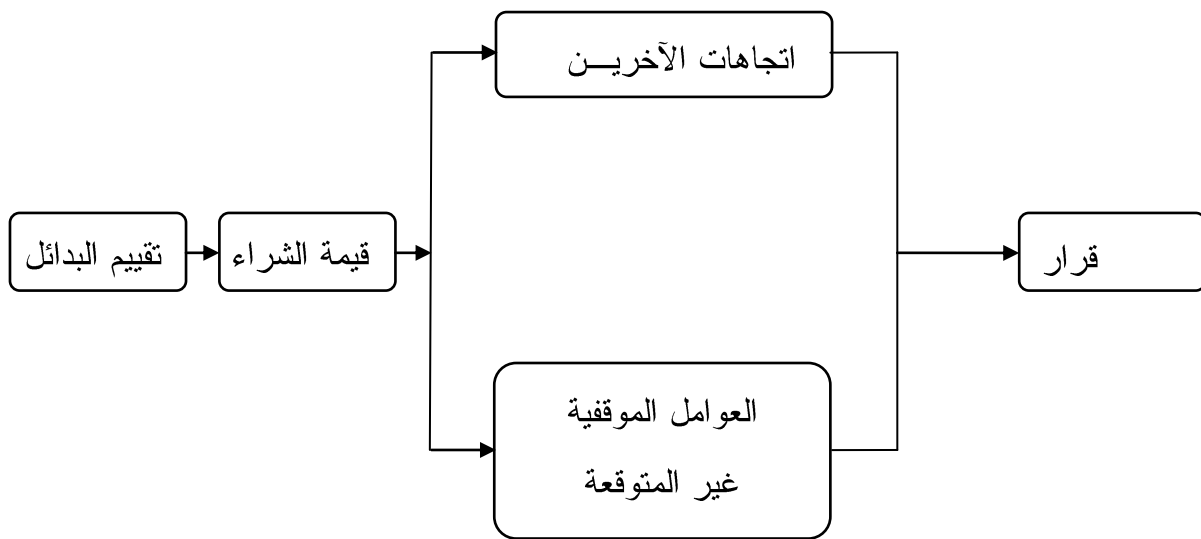 اتجاهات الآخريــن
تقييم البدائل
قيمة الشراء
قرار
العوامل الموقفية
غير المتوقعة